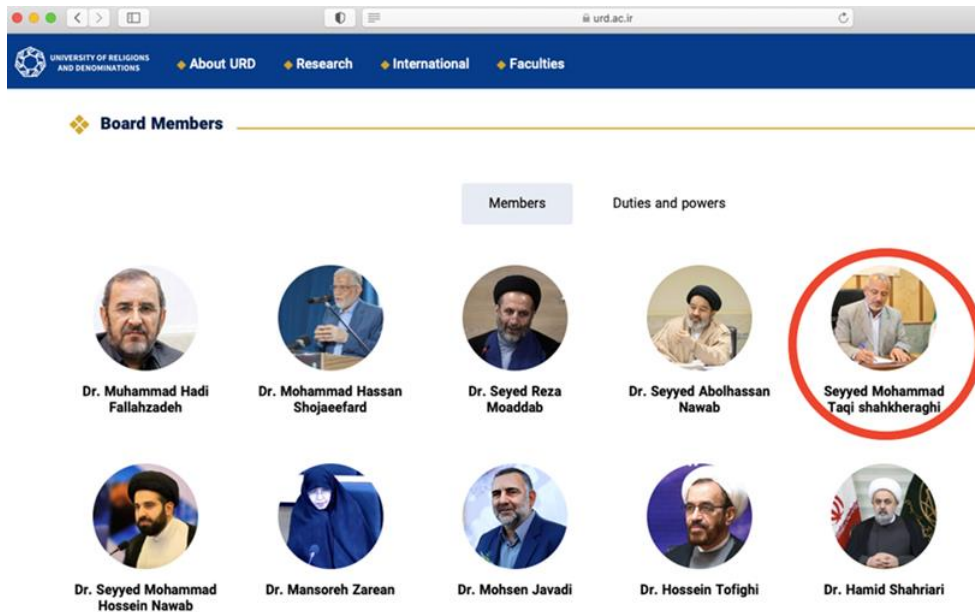 urd.ac.ir
UNIVERSITY OF RELIGIONS
AND DENOMINATIONS
About URD
Research
International
Faculties
Board Members
Members
Duties and powers
Dr. Muhammad Hadi
Fallahzadeh
Dr. Mohammad Hassan
Shojaeefard
Dr. Seyed Reza
Moaddab
Dr. Seyyed Abolhassan
Nawab
Seyyed Mohammad
Taqi shahkheraghi
Dr. Seyyed Mohammad
Hossein Nawab
Dr. Mansoreh Zarean
Dr. Mohsen Javadi
Dr. Hossein Tofighi
Dr. Hamid Shahriari